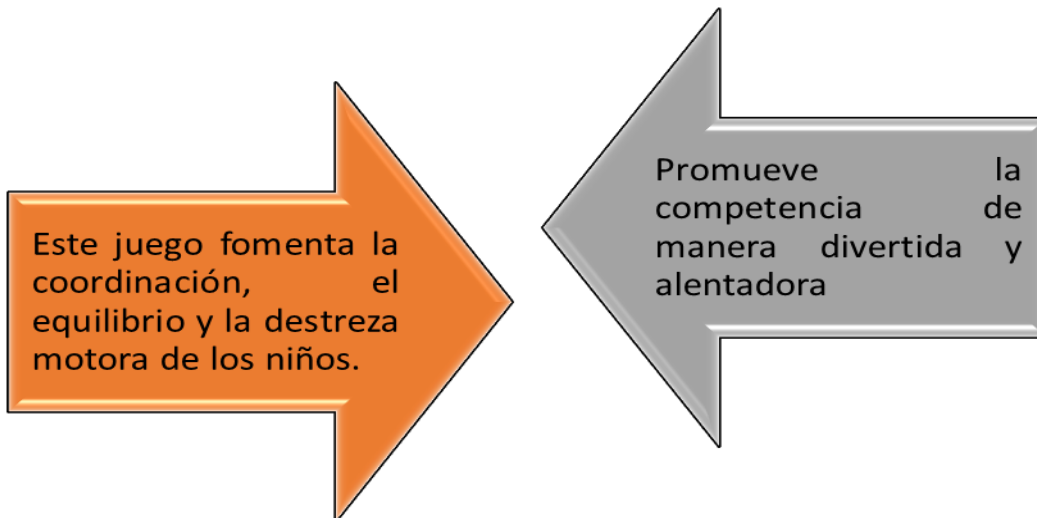 Este juego fomenta la
coordinación, el
equilibrio y la destreza
motora de los niños.
Promueve la
competencia de
manera divertida y
alentadora